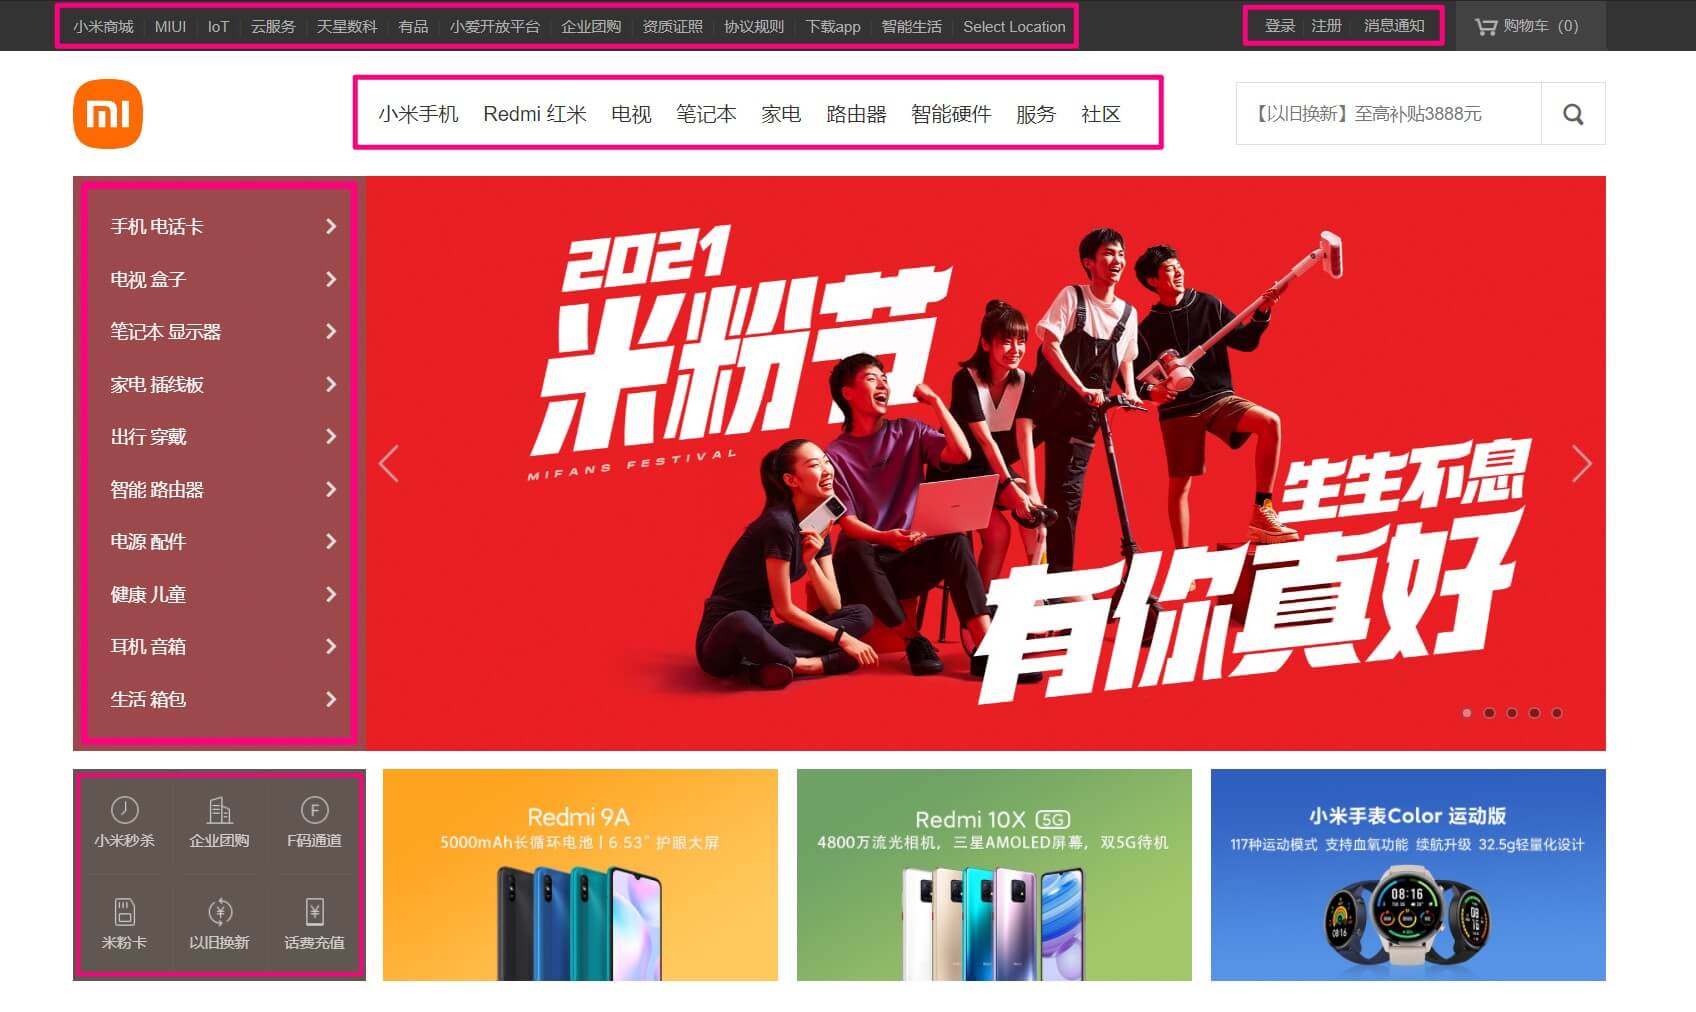 小米商城 MIUI IoT 云服务 天星数科 有品 小爱开放平台 企业团购 资质证照 协议规则 下载app 智能生活 Select Location 登录 注册 消息通知 购物车 (0)
小米手机 Redmi 红米 电视 笔记本 家电 路由器 智能硬件 服务 社区 【以旧换新】至高补贴3888元
手机 电话卡
电视 盒子
笔记本 显示器
家电 插线板
出行 穿戴
智能 路由器
电源 配件
健康 儿童
耳机 音箱
生活 箱包
2021
米粉节
MIFANS FESTIVAL
生生不息
有你真好
小米秒杀 企业团购 F码通道
米粉卡 以旧换新 话费充值
Redmi 9A
5000mAh长循环电池 | 6.53" 护眼大屏
Redmi 10X 5G
4800万流光相机，三星AMOLED屏幕，双5G待机
小米手表Color 运动版
117种运动模式 支持血氧功能 续航升级 32.5g轻量化设计
08:16
08:16